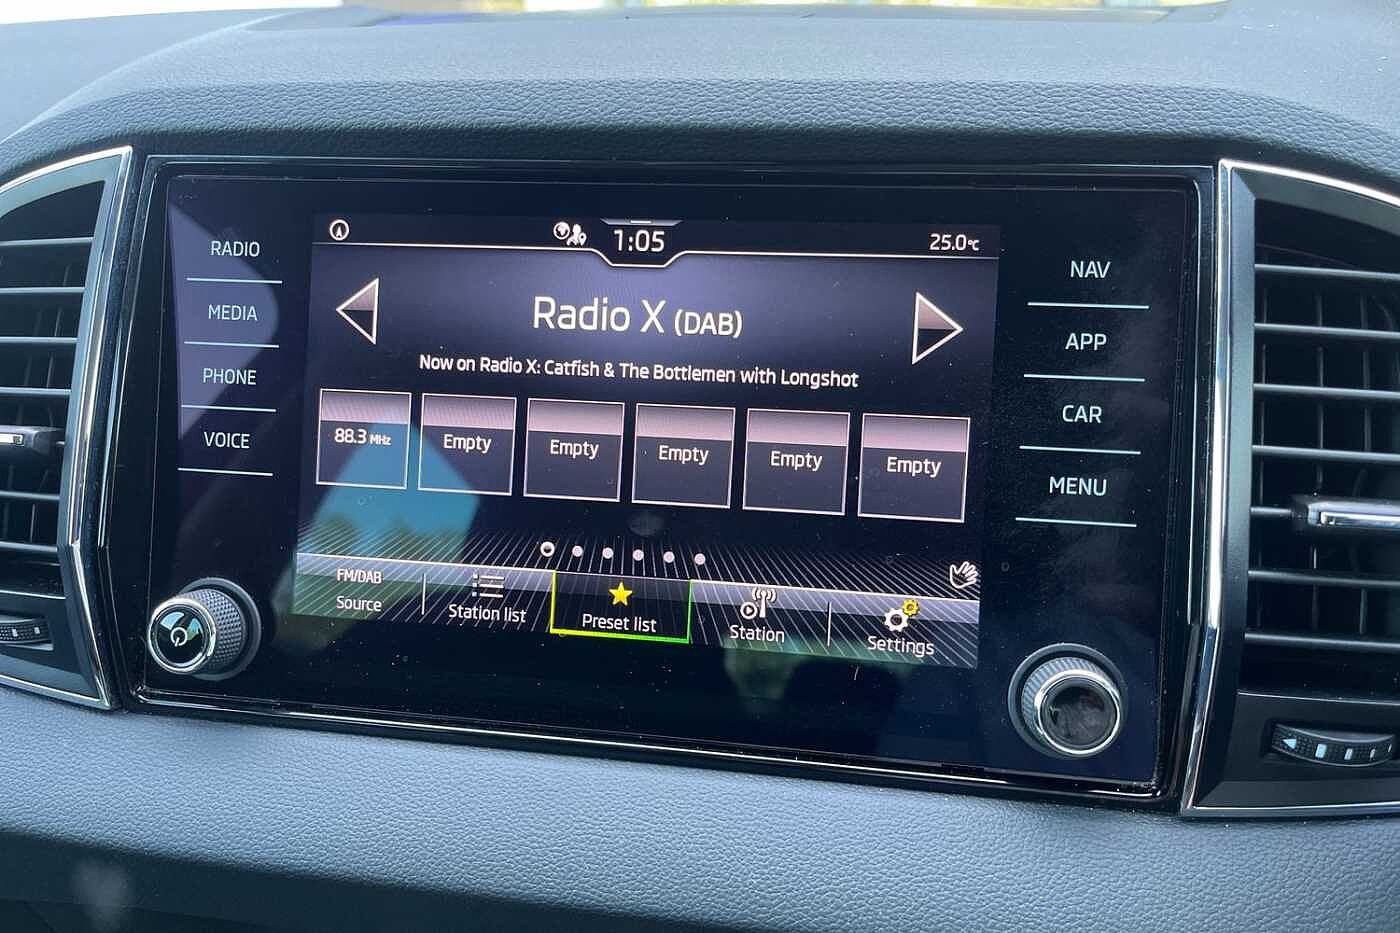 RADIO
MEDIA
PHONE
VOICE
1:05
25.0°C
Radio X (DAB)
Now on Radio X: Catfish & The Bottlemen with Longshot
88.3 MHz
Empty
Empty
Empty
Empty
Empty
FM/DAB
Source
Station list
Preset list
Station
Settings
NAV
APP
CAR
MENU